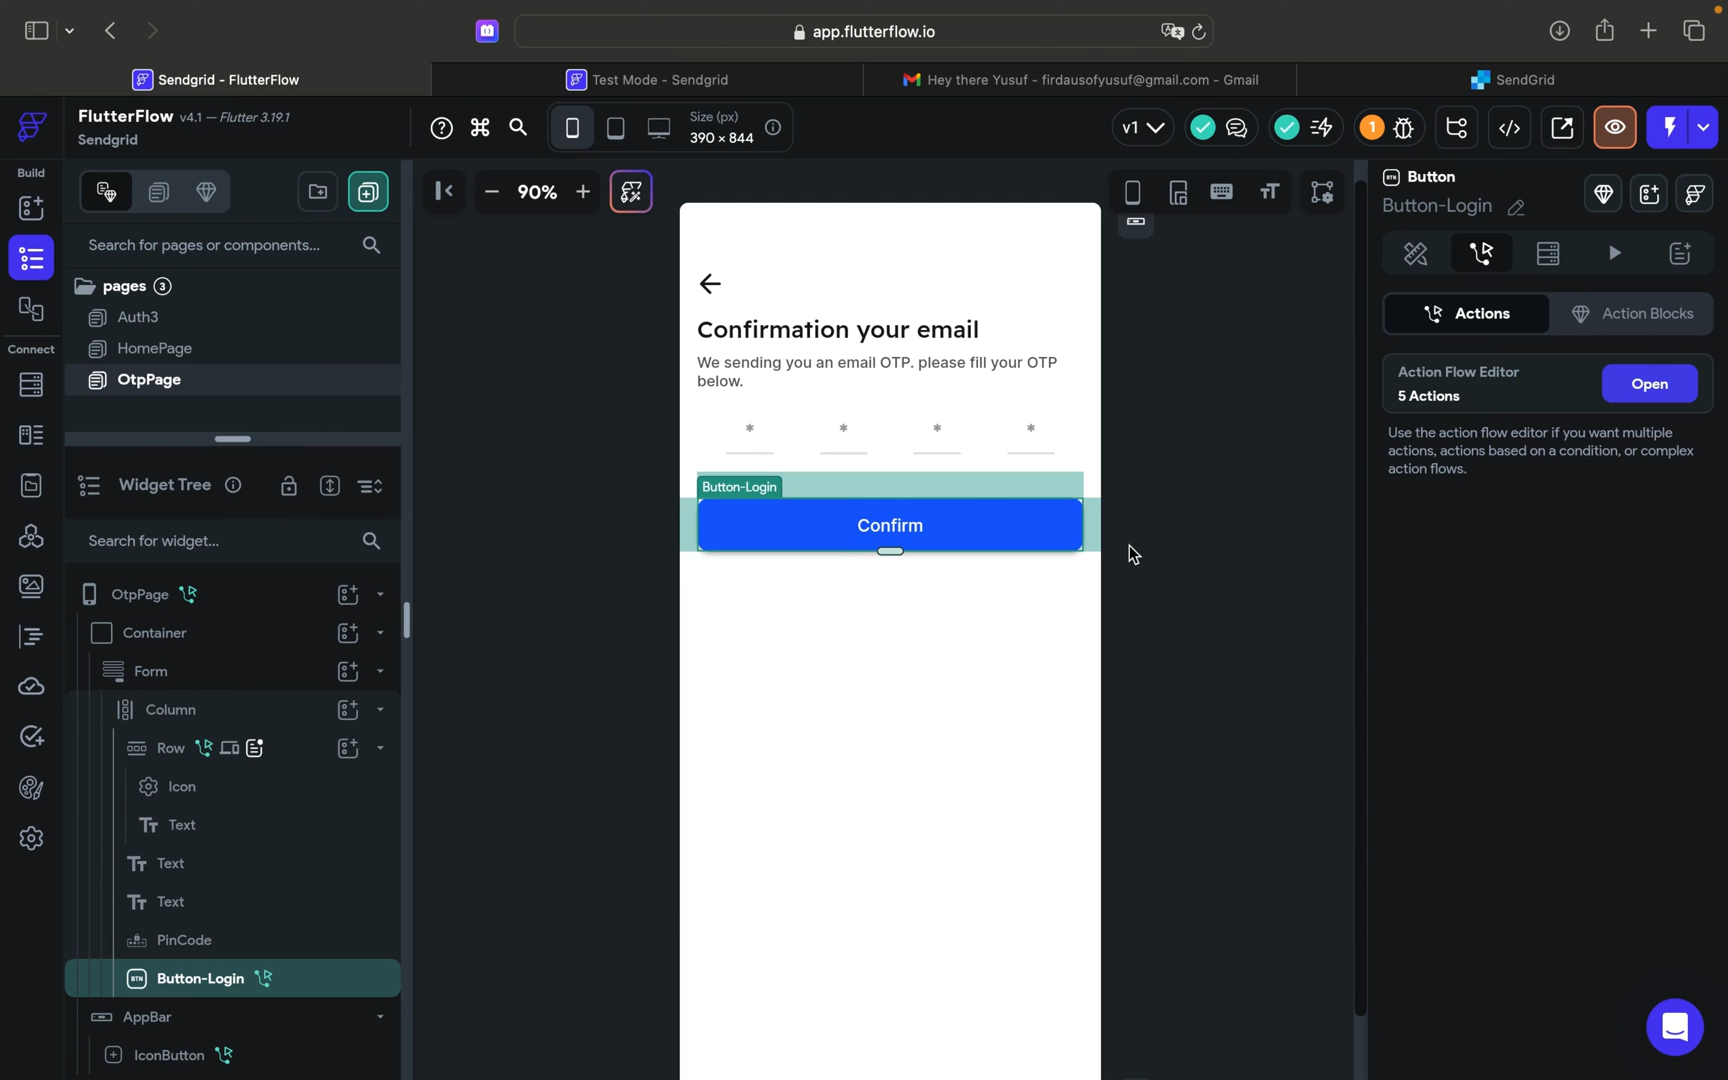 app.flutterflow.io
Sendgrid - FlutterFlow
Test Mode - Sendgrid
Hey there Yusuf - firdausofyusuf@gmail.com - Gmail
SendGrid
FlutterFlow v4.1 — Flutter 3.19.1
Sendgrid
Size (px)
390 × 844
v1
1
Build
90%
Button
Button-Login
Search for pages or components...
pages 3
Auth3
HomePage
OtpPage
Connect
Actions
Action Blocks
Action Flow Editor
5 Actions
Open
Use the action flow editor if you want multiple
actions, actions based on a condition, or complex
action flows.
Confirmation your email
We sending you an email OTP. please fill your OTP
below.
* * * *
Button-Login
Confirm
Widget Tree
Search for widget...
OtpPage
Container
Form
Column
Row
Icon
Tт Text
Tт Text
Tт Text
PinCode
BTN Button-Login
AppBar
IconButton